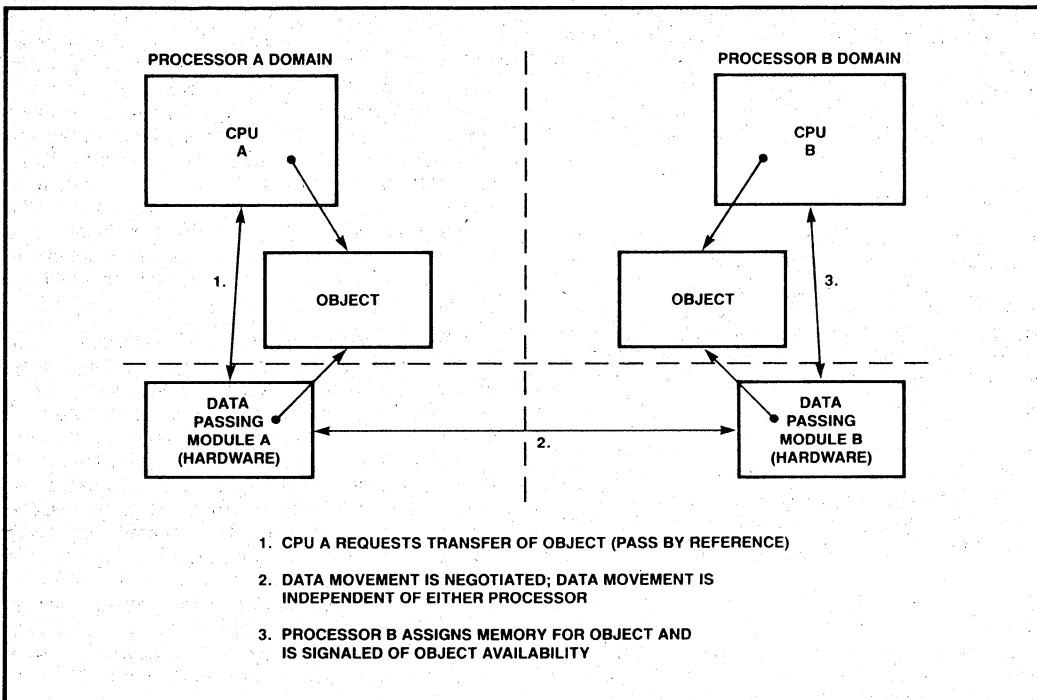 PROCESSOR A DOMAIN
PROCESSOR B DOMAIN
CPU
A
CPU
B
1.
OBJECT
OBJECT
3.
DATA
PASSING
MODULE A
(HARDWARE)
2.
DATA
PASSING
MODULE B
(HARDWARE)
1. CPU A REQUESTS TRANSFER OF OBJECT (PASS BY REFERENCE)
2. DATA MOVEMENT IS NEGOTIATED; DATA MOVEMENT IS
INDEPENDENT OF EITHER PROCESSOR
3. PROCESSOR B ASSIGNS MEMORY FOR OBJECT AND
IS SIGNALED OF OBJECT AVAILABILITY